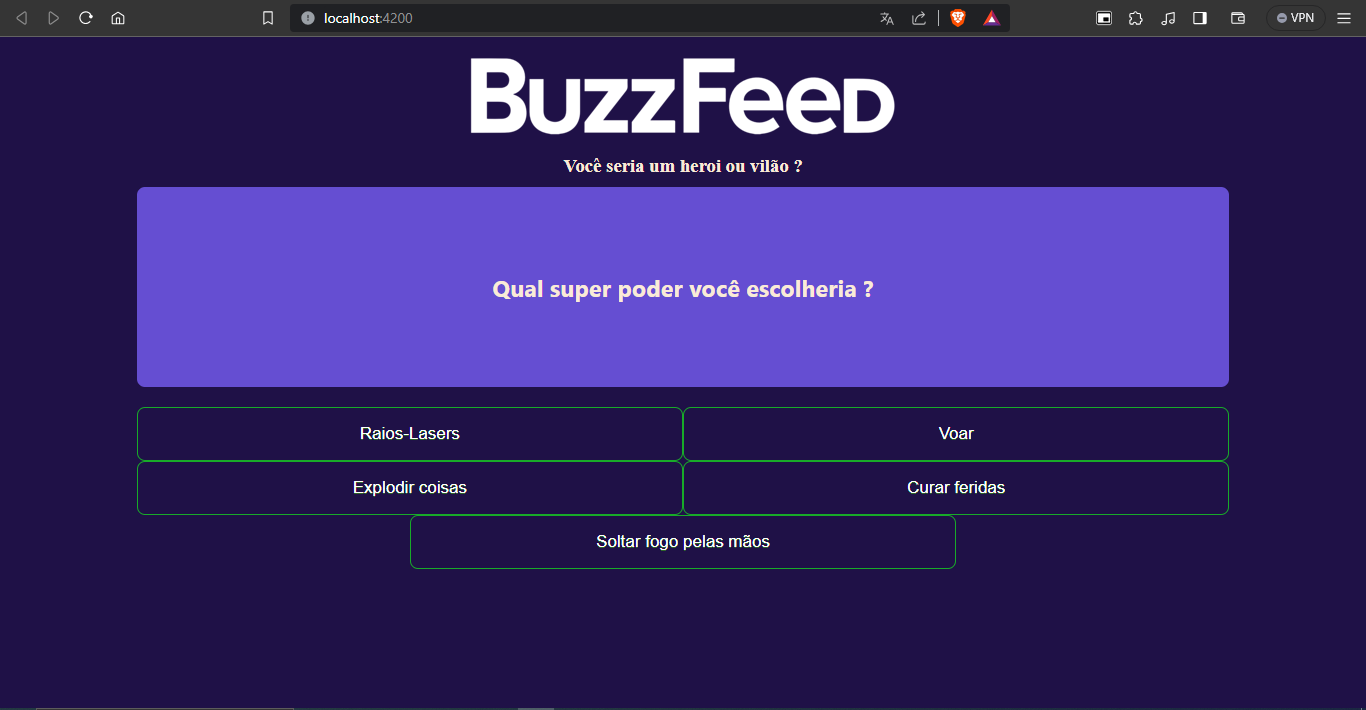 localhost:4200
VPN
BuzzFeed
Você seria um heroi ou vilão ?
Qual super poder você escolheria ?
Raios-Lasers
Voar
Explodir coisas
Curar feridas
Soltar fogo pelas mãos